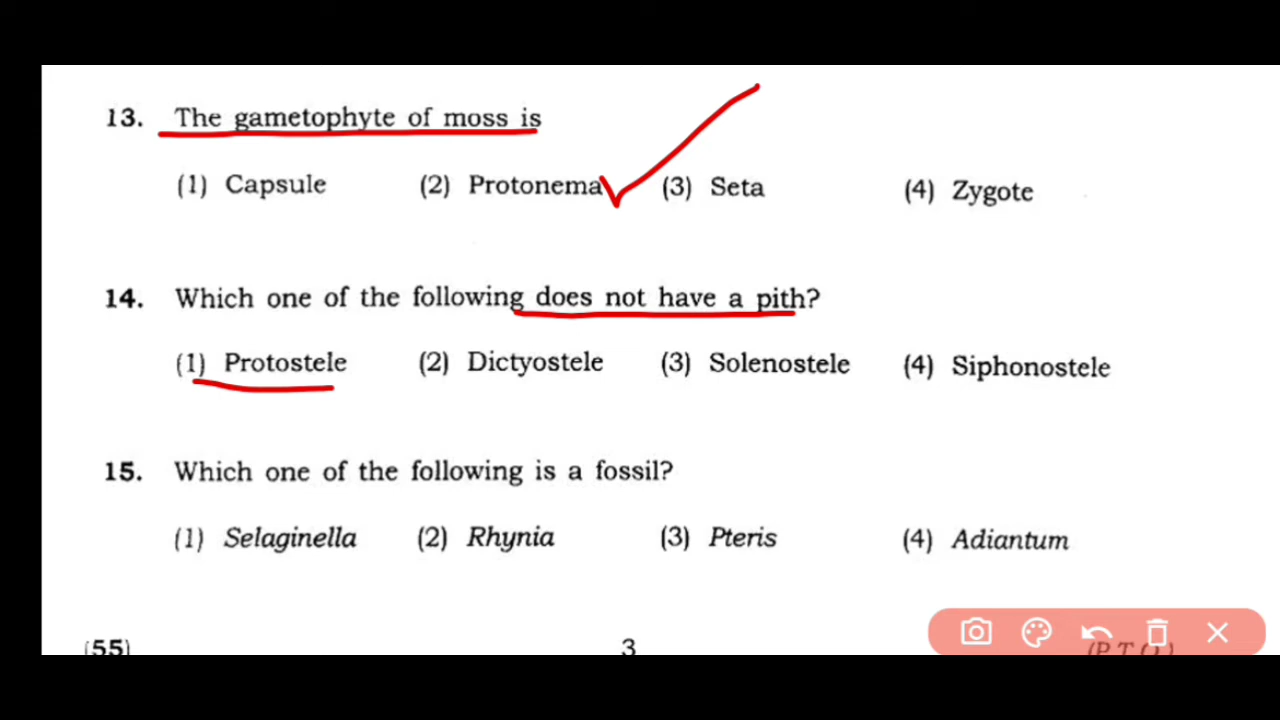 13. The gametophyte of moss is
(1) Capsule (2) Protonema (3) Seta (4) Zygote
14. Which one of the following does not have a pith?
(1) Protostele (2) Dictyostele (3) Solenostele (4) Siphonostele
15. Which one of the following is a fossil?
(1) Selaginella (2) Rhynia (3) Pteris (4) Adiantum
(55) 3 (P.T.O.)